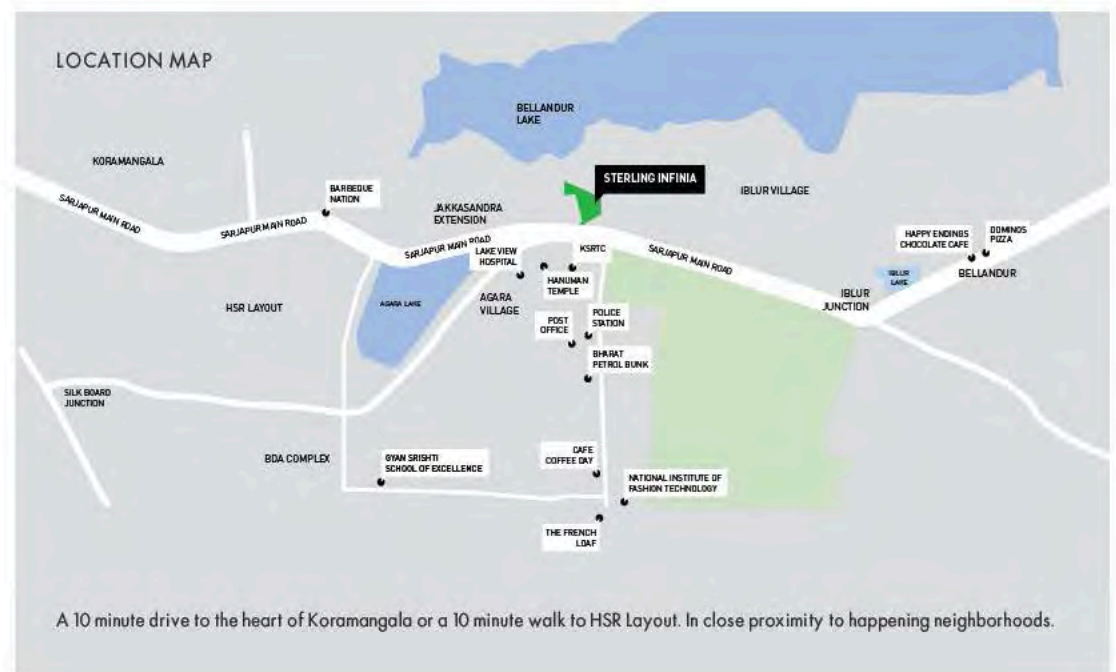 LOCATION MAP
BELLANDUR
LAKE
KORAMANGALA
STERLING INFINIA
IBLUR VILLAGE
BARBEQUE
NATION
SARJAPUR MAIN ROAD
SARJAPUR MAIN ROAD
JAKKASANDRA
EXTENSION
SARJAPUR MAIN ROAD
LAKE VIEW
HOSPITAL
KSRTC
SARJAPUR MAIN ROAD
HAPPY ENDINGS
CHOCOLATE CAFE
DOMINOS
PIZZA
BELLANDUR
IBLUR
LAKE
IBLUR
JUNCTION
HANUMAN
TEMPLE
AGARA
VILLAGE
AGARA LAKE
HSR LAYOUT
POST
OFFICE
POLICE
STATION
BHARAT
PETROL BUNK
SILK BOARD
JUNCTION
BDA COMPLEX
GYAN SRISHTI
SCHOOL OF EXCELLENCE
CAFE
COFFEE DAY
NATIONAL INSTITUTE OF
FASHION TECHNOLOGY
THE FRENCH
LOAF
A 10 minute drive to the heart of Koramangala or a 10 minute walk to HSR Layout. In close proximity to happening neighborhoods.